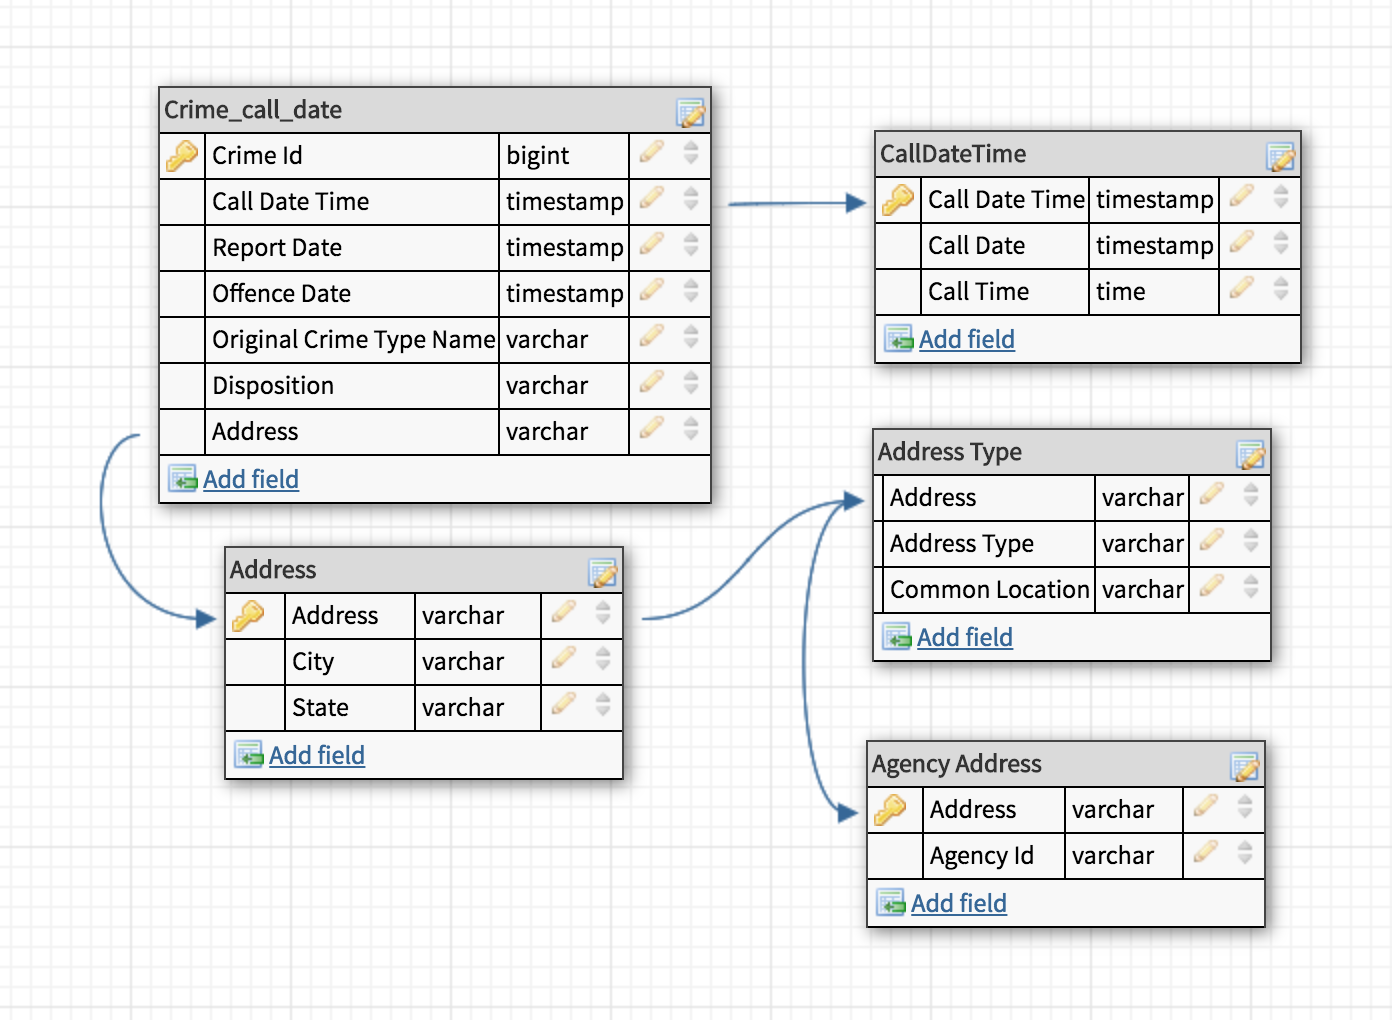 Crime_call_date
Crime Id bigint
Call Date Time timestamp
Report Date timestamp
Offence Date timestamp
Original Crime Type Name varchar
Disposition varchar
Address varchar
Add field
CallDateTime
Call Date Time timestamp
Call Date timestamp
Call Time time
Add field
Address Type
Address varchar
Address Type varchar
Common Location varchar
Add field
Address
Address varchar
City varchar
State varchar
Add field
Agency Address
Address varchar
Agency Id varchar
Add field